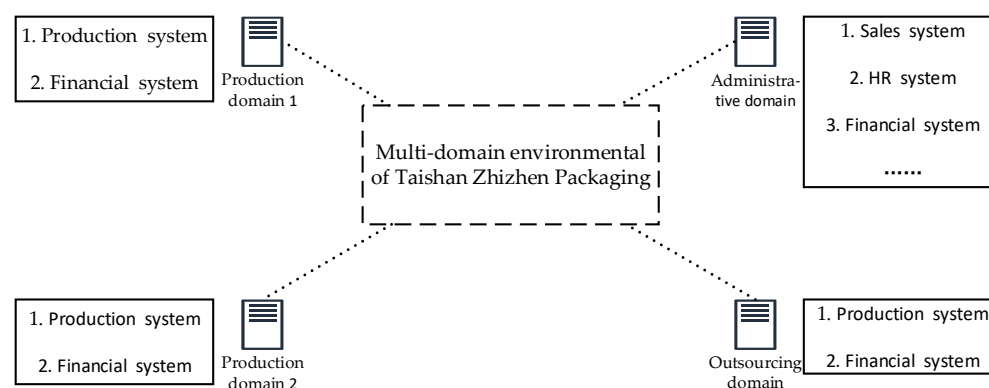 1. Production system
2. Financial system
Production
domain 1
Administra-
tive domain
1. Sales system
2. HR system
3. Financial system
......
Multi-domain environmental
of Taishan Zhizhen Packaging
1. Production system
2. Financial system
Production
domain 2
Outsourcing
domain
1. Production system
2. Financial system